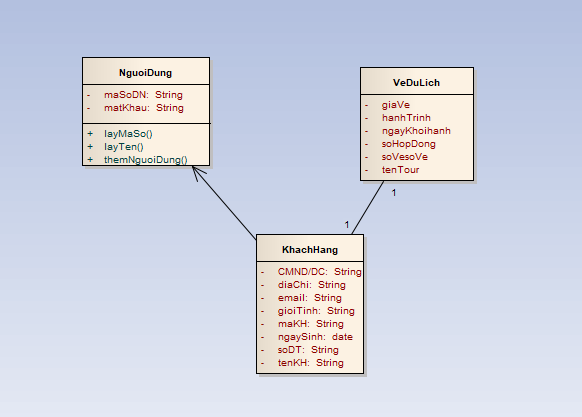 NguoiDung
- maSoDN: String
- matKhau: String
+ layMaSo()
+ layTen()
+ themNguoiDung()
VeDuLich
- giaVe
- hanhTrinh
- ngayKhoihanh
- soHopDong
- soVesoVe
- tenTour
1
1
KhachHang
- CMND/DC: String
- diaChi: String
- email: String
- gioiTinh: String
- maKH: String
- ngaySinh: date
- soDT: String
- tenKH: String